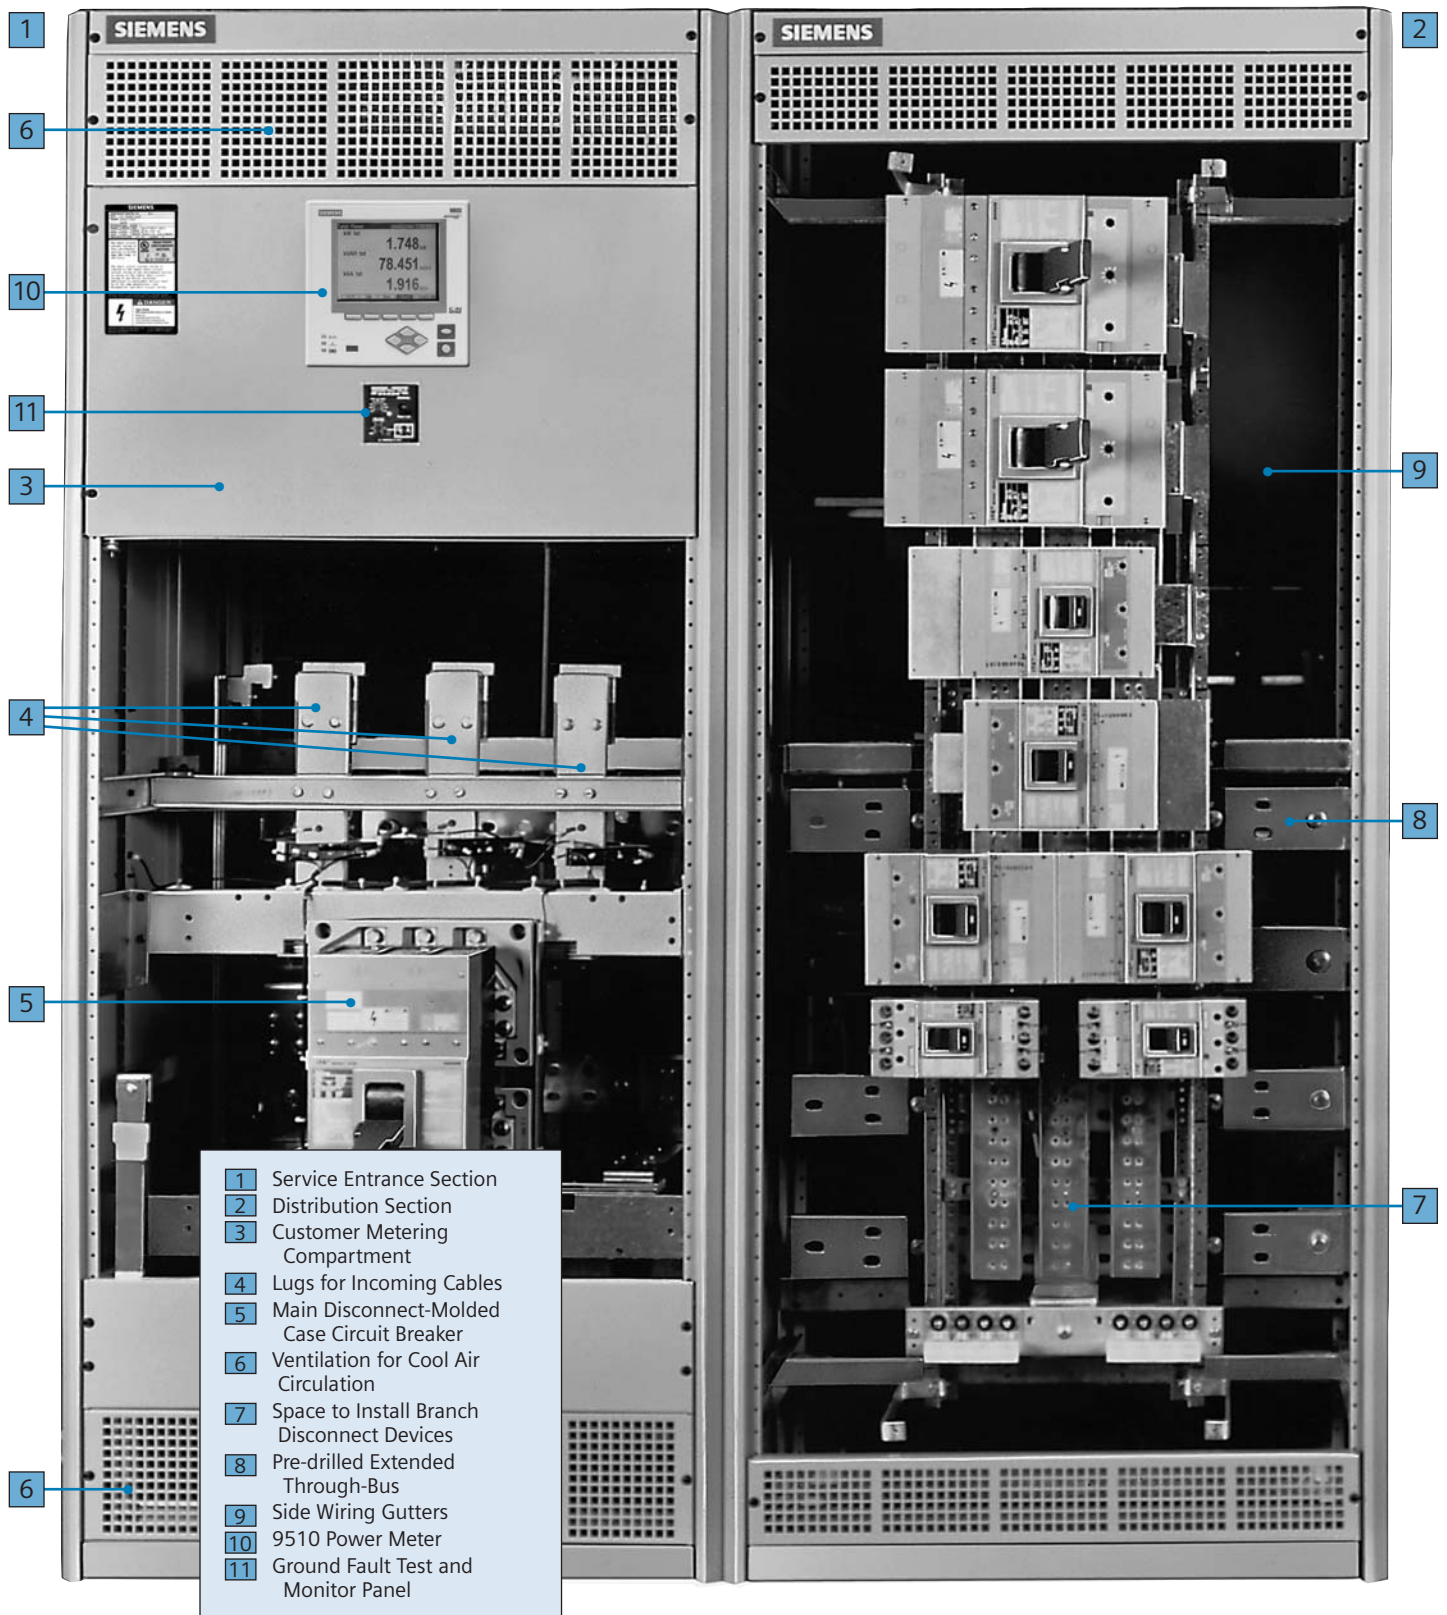 1
SIEMENS
SIEMENS
2
6
SIEMENS
DANGER
SIEMENS
1.748
78.451
1.916
10
11
3
9
4
8
5
7
6
1 Service Entrance Section
2 Distribution Section
3 Customer Metering
Compartment
4 Lugs for Incoming Cables
5 Main Disconnect-Molded
Case Circuit Breaker
6 Ventilation for Cool Air
Circulation
7 Space to Install Branch
Disconnect Devices
8 Pre-drilled Extended
Through-Bus
9 Side Wiring Gutters
10 9510 Power Meter
11 Ground Fault Test and
Monitor Panel